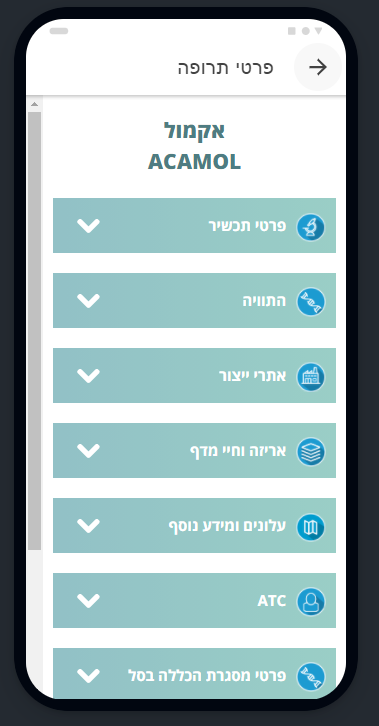 פרטי תרופה
אקמול
ACAMOL
פרטי תכשיר
התוויה
אתרי ייצור
אריזה וחיי מדף
עלונים ומידע נוסף
ATC
פרטי מסגרת הכללה בסל